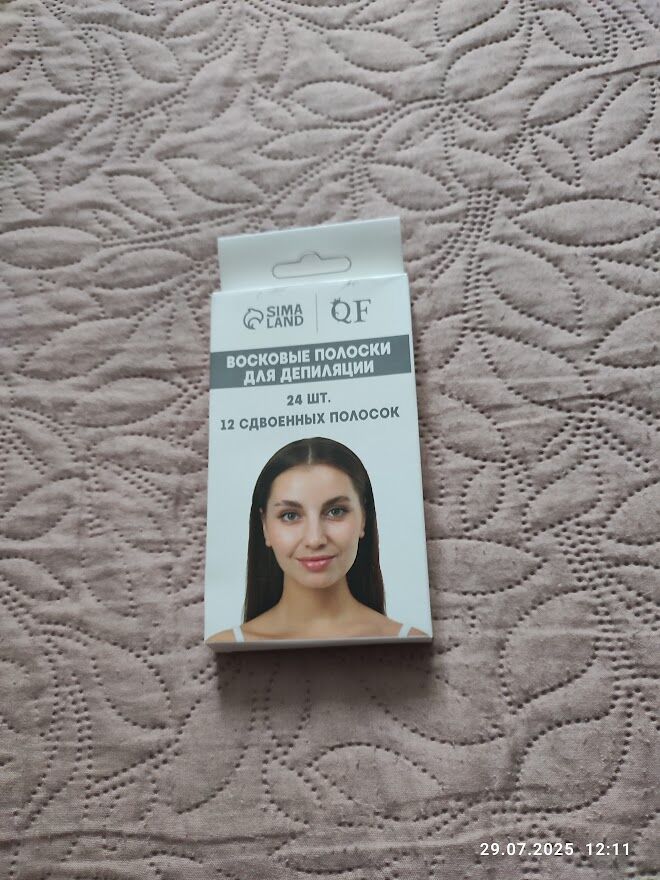 SIMA
LAND
QF
ВОСКОВЫЕ ПОЛОСКИ
ДЛЯ ДЕПИЛЯЦИИ
24 ШТ.
12 СДВОЕННЫХ ПОЛОСОК
29.07.2025 12:11